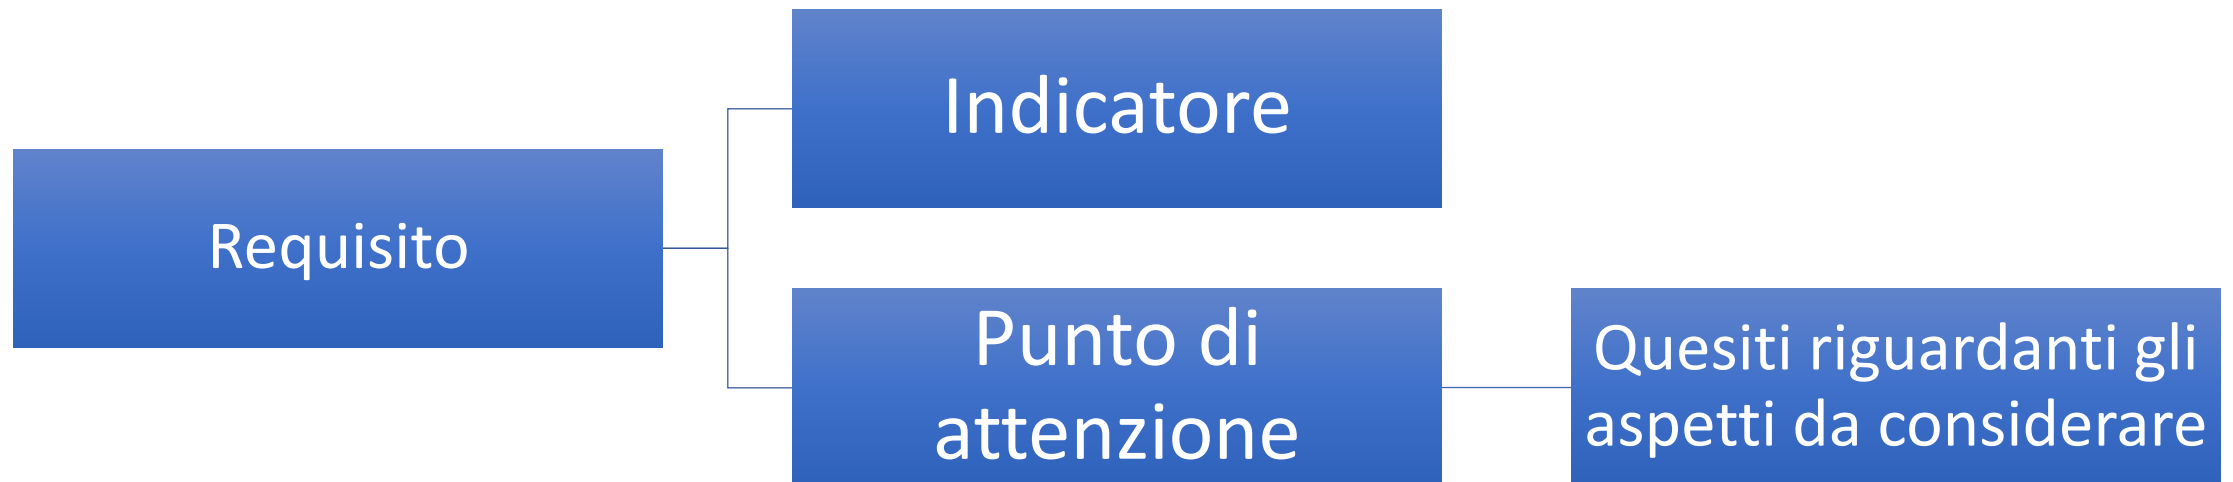 Requisito
Indicatore
Punto di
attenzione
Quesiti riguardanti gli
aspetti da considerare